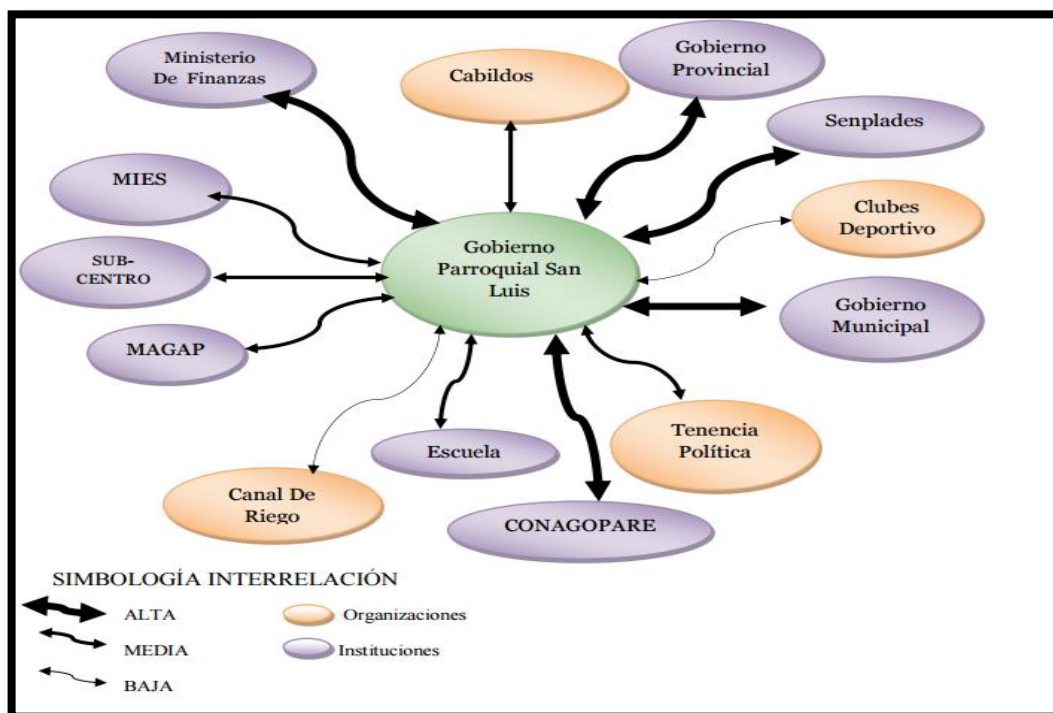 Ministerio
De Finanzas
Cabildos
Gobierno
Provincial
Senplades
MIES
Clubes
Deportivo
SUB-
CENTRO
Gobierno
Parroquial San
Luis
Gobierno
Municipal
MAGAP
Tenencia
Política
Escuela
Canal De
Riego
CONAGOPARE
SIMBOLOGÍA INTERRELACIÓN
ALTA
Organizaciones
MEDIA
Instituciones
BAJA